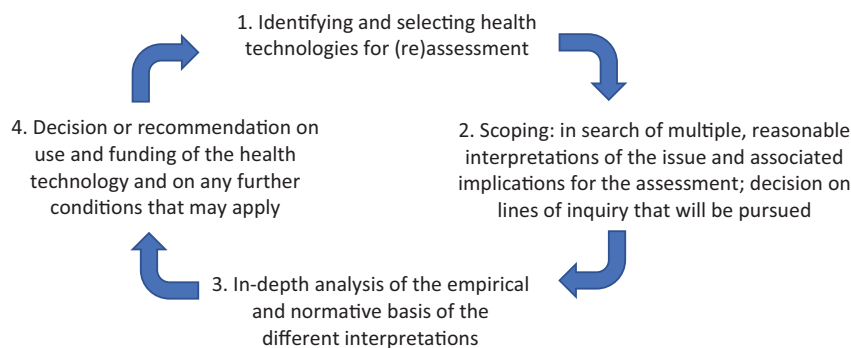 1. Identifying and selecting health
technologies for (re)assessment
2. Scoping: in search of multiple, reasonable
interpretations of the issue and associated
implications for the assessment; decision on
lines of inquiry that will be pursued
3. In-depth analysis of the empirical
and normative basis of the
different interpretations
4. Decision or recommendation on
use and funding of the health
technology and on any further
conditions that may apply